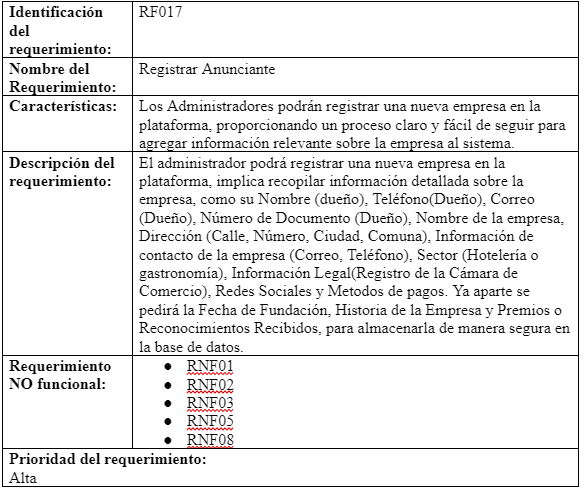 Identificación
del
requerimiento:
RF017
Nombre del
Requerimiento:
Registrar Anunciante
Características:
Los Administradores podrán registrar una nueva empresa en la
plataforma, proporcionando un proceso claro y fácil de seguir para
agregar información relevante sobre la empresa al sistema.
Descripción del
requerimiento:
El administrador podrá registrar una nueva empresa en la
plataforma, implica recopilar información detallada sobre la
empresa, como su Nombre (dueño), Teléfono(Dueño), Correo
(Dueño), Número de Documento (Dueño), Nombre de la empresa,
Dirección (Calle, Número, Ciudad, Comuna), Información de
contacto de la empresa (Correo, Teléfono), Sector (Hotelería o
gastronomía), Información Legal(Registro de la Cámara de
Comercio), Redes Sociales y Metodos de pagos. Ya aparte se
pedirá la Fecha de Fundación, Historia de la Empresa y Premios o
Reconocimientos Recibidos, para almacenarla de manera segura en
la base de datos.
Requerimiento
NO funcional:
● RNF01
● RNF02
● RNF03
● RNF05
● RNF08
Prioridad del requerimiento:
Alta